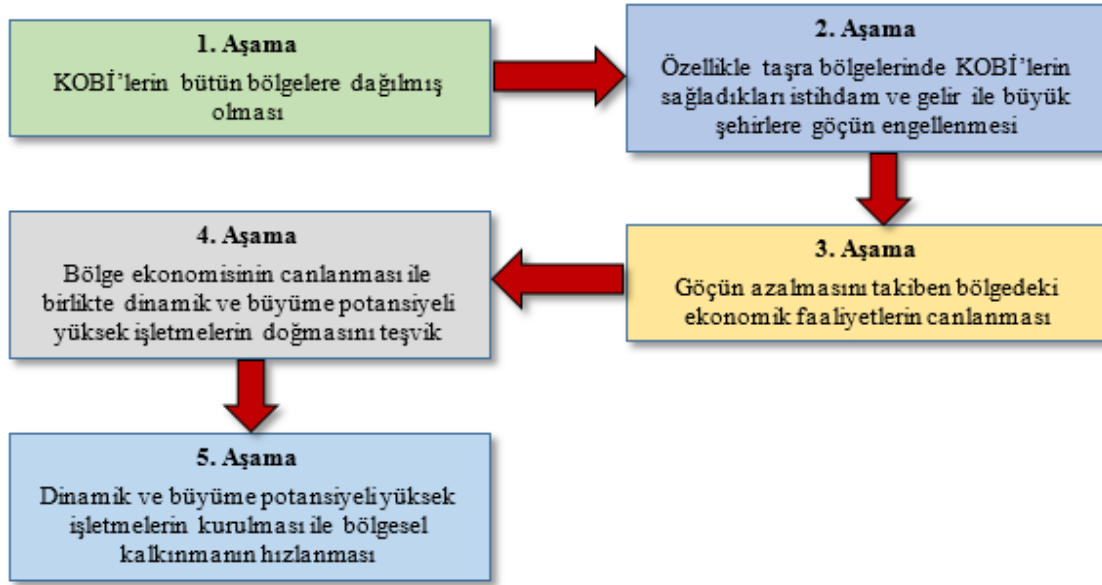 1. Aşama
KOBİ’lerin bütün bölgelere dağılmış
olması
2. Aşama
Özellikle taşra bölgelerinde KOBİ’lerin
sağladıkları istihdam ve gelir ile büyük
şehirlere göçün engellenmesi
3. Aşama
Göçün azalmasını takiben bölgedeki
ekonomik faaliyetlerin canlanması
4. Aşama
Bölge ekonomisinin canlanması ile
birlikte dinamik ve büyüme potansiyeli
yüksek işletmelerin doğmasını teşvik
5. Aşama
Dinamik ve büyüme potansiyeli yüksek
işletmelerin kurulması ile bölgesel
kalkınmanın hızlanması